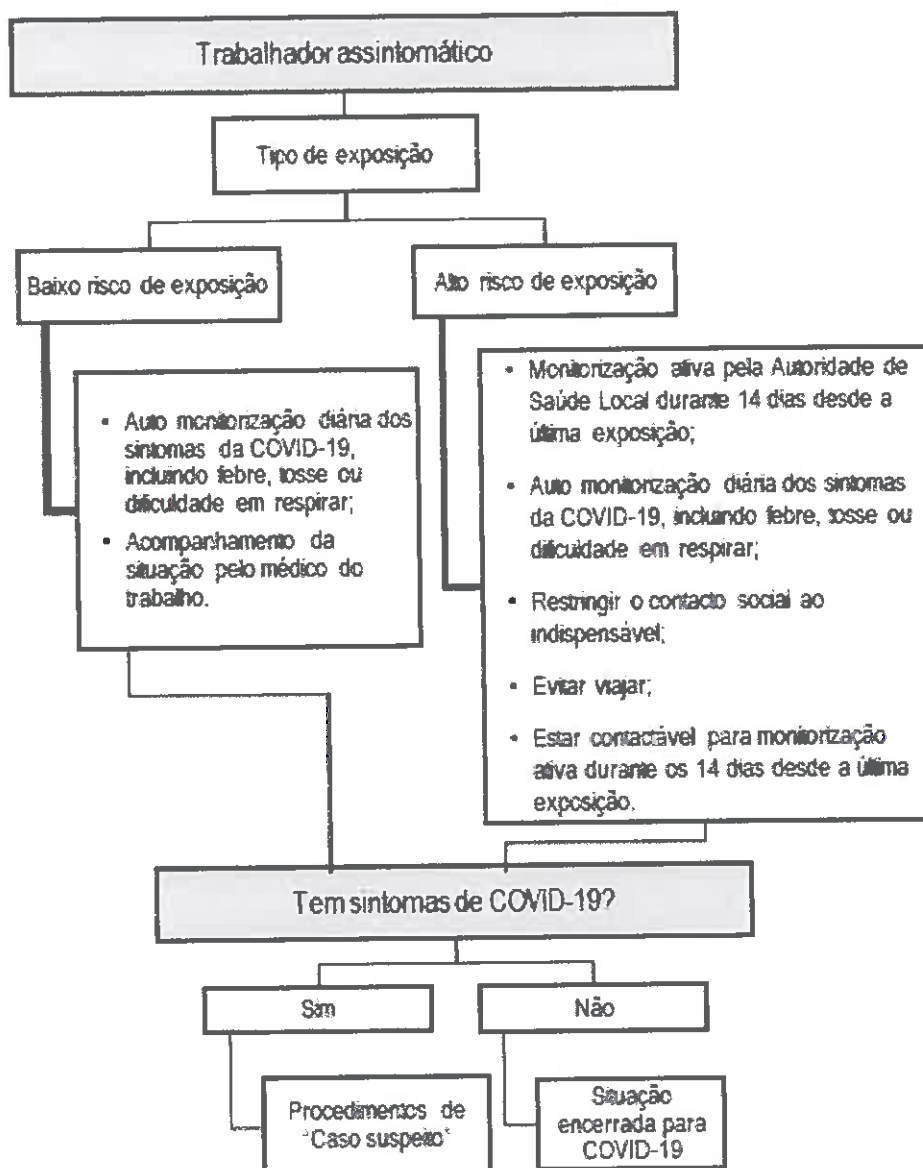 Trabalhador assintomático
Tipo de exposição
Baixo risco de exposição
Alto risco de exposição
• Auto monitorização diária dos
sintomas da COVID-19,
incluindo febre, tosse ou
dificuldade em respirar;
• Acompanhamento da
situação pelo médico do
trabalho.
• Monitorização ativa pela Autoridade de
Saúde Local durante 14 dias desde a
última exposição;
• Auto monitorização diária dos sintomas
da COVID-19, incluindo febre, tosse ou
dificuldade em respirar;
• Restringir o contacto social ao
indispensável;
• Evitar viajar;
• Estar contactável para monitorização
ativa durante os 14 dias desde a última
exposição.
Tem sintomas de COVID-19?
Sim
Não
Procedimentos de
"Caso suspeito"
Situação
encerrada para
COVID-19